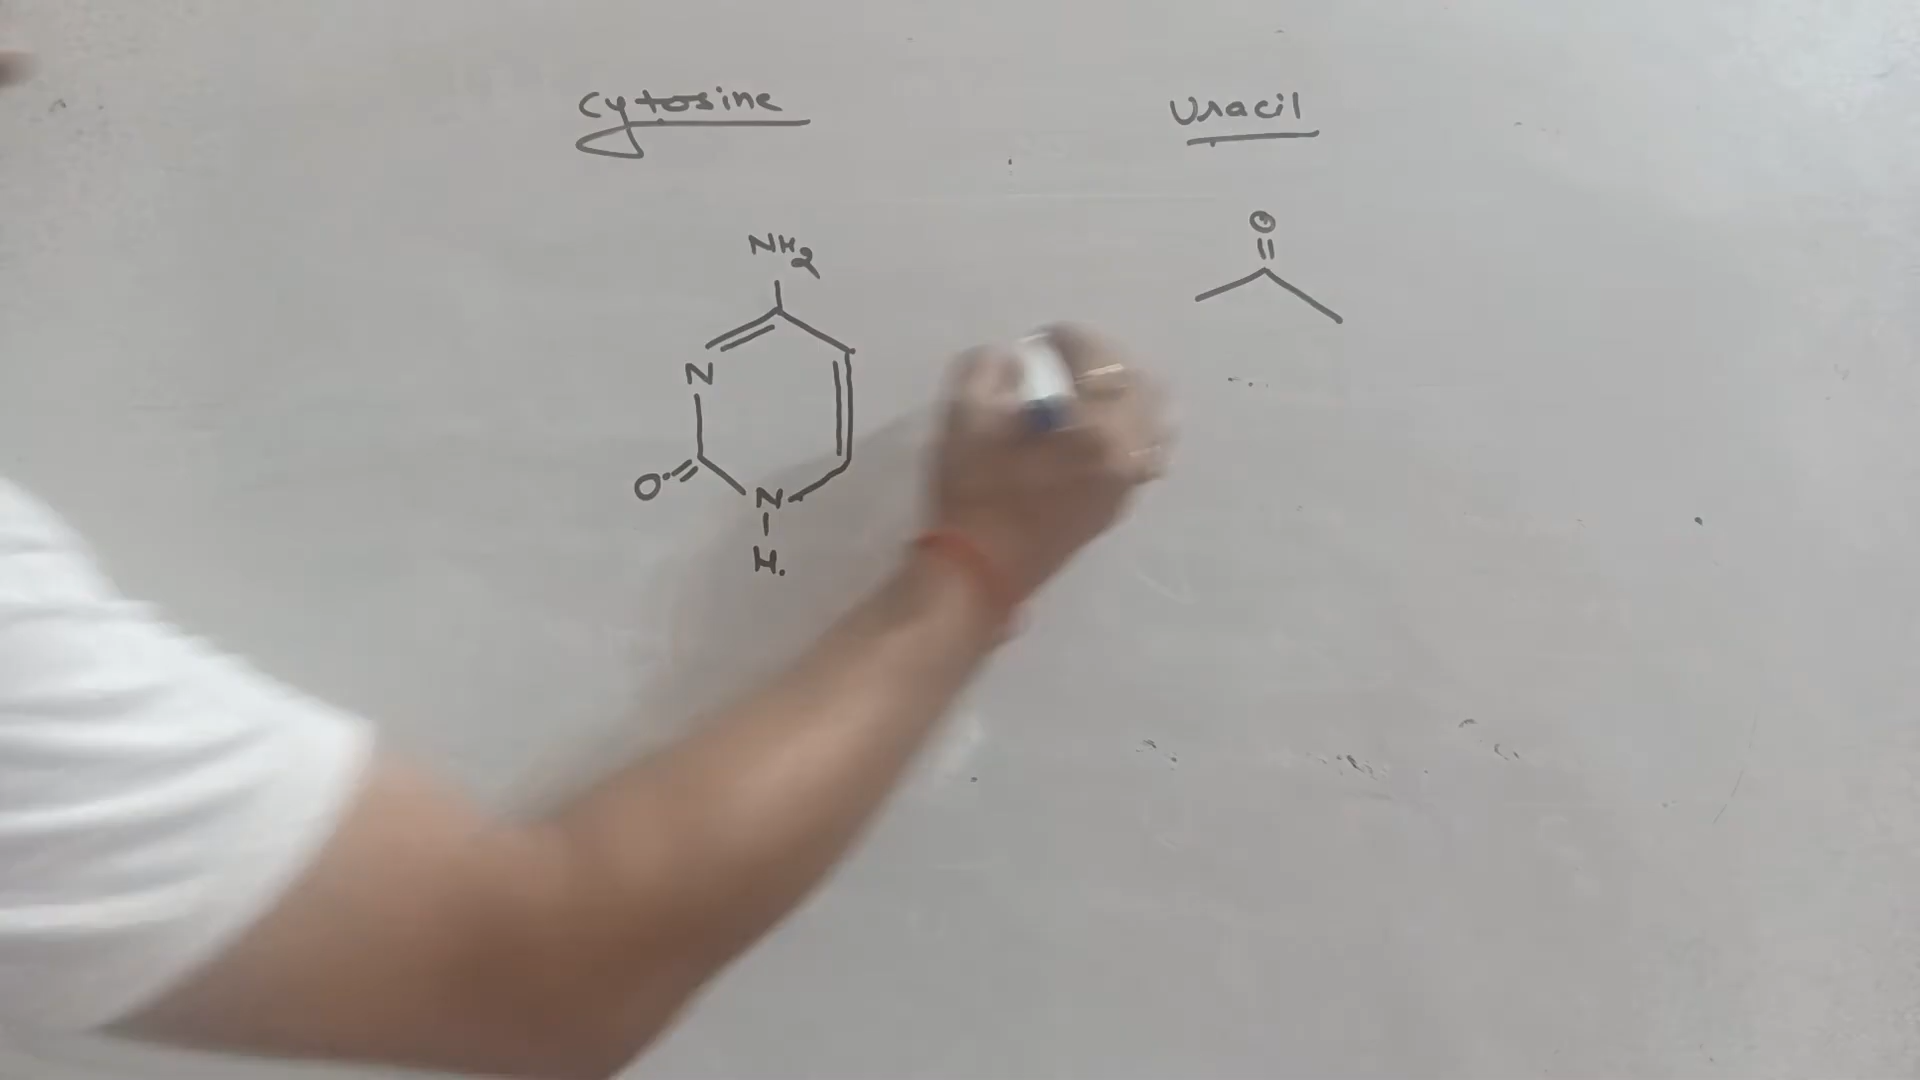 Cytosine
Uracil
NH2
N
O
N
H.
O